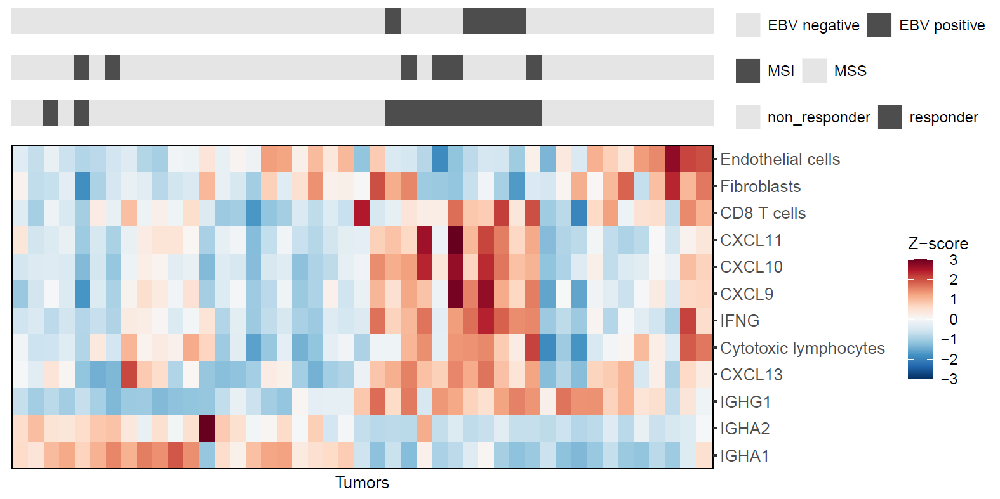 EBV negative EBV positive
MSI MSS
non_responder responder
Endothelial cells
Fibroblasts
CD8 T cells
CXCL11
CXCL10
CXCL9
IFNG
Cytotoxic lymphocytes
CXCL13
IGHG1
IGHA2
IGHA1
Tumors
Z−score
3
2
1
0
−1
−2
−3